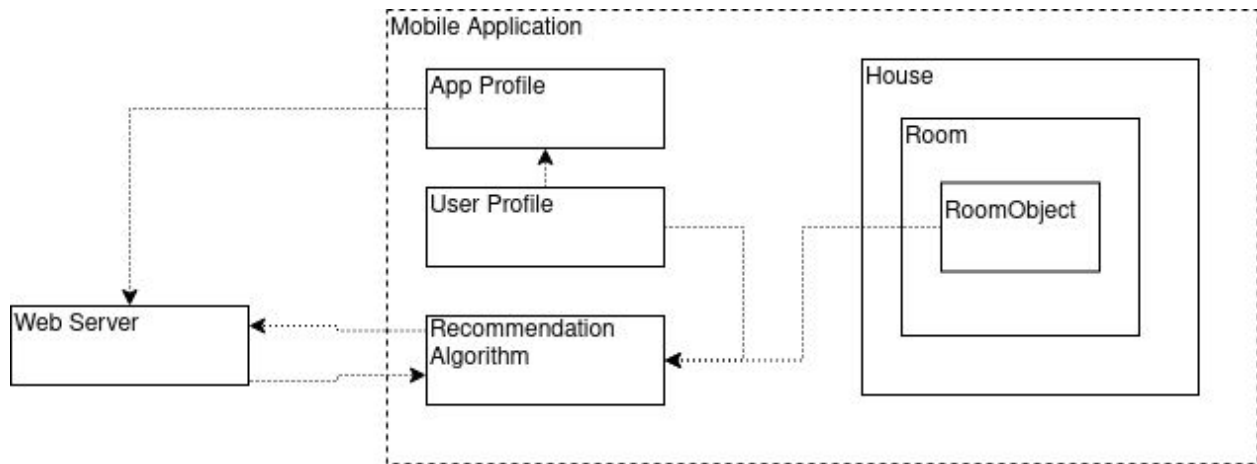 Mobile Application
App Profile
House
Room
User Profile
RoomObject
Web Server
Recommendation
Algorithm